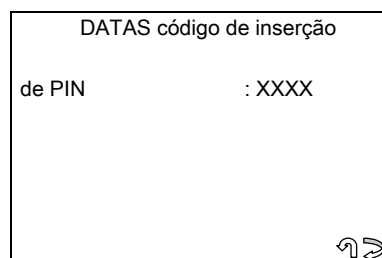 DATAS código de inserção
de PIN : XXXX